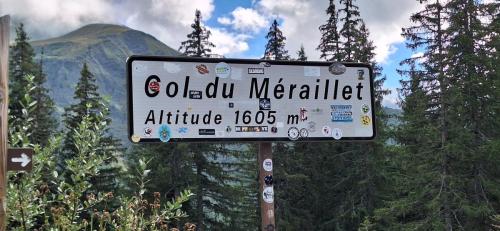 Col du Méraillet
Altitude 1605 m